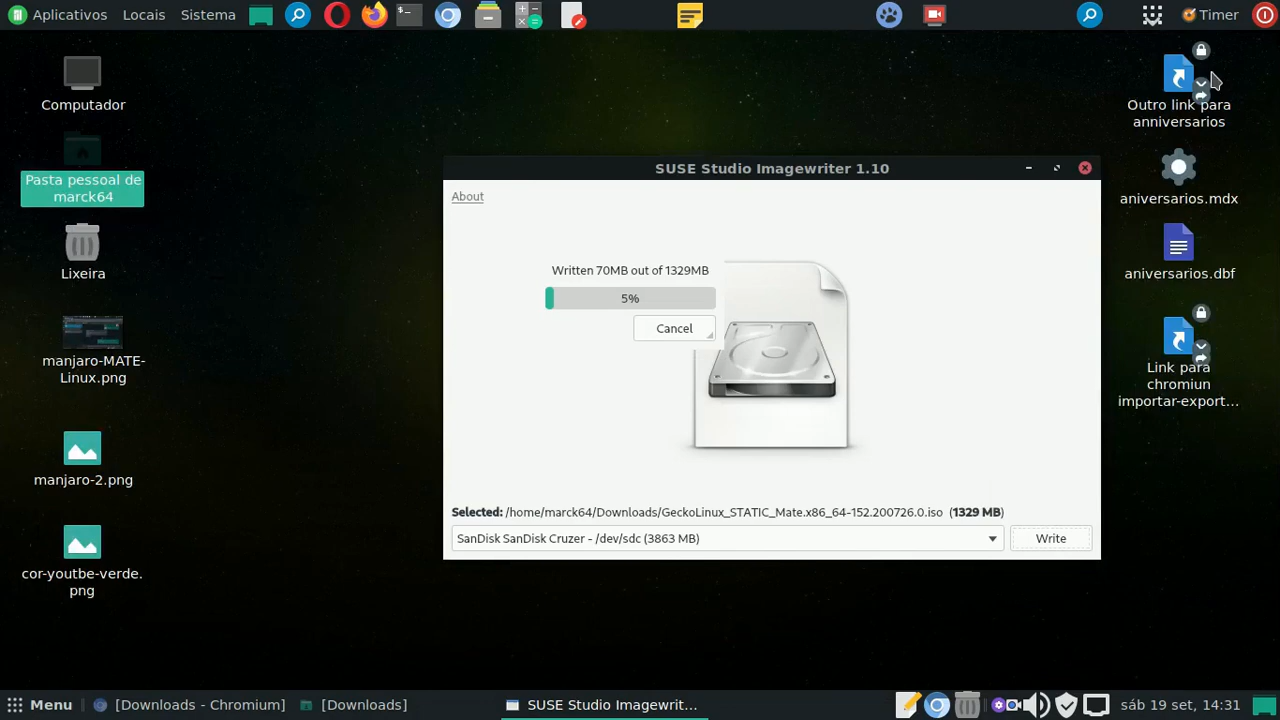 Aplicativos Locais Sistema Timer
Computador
Pasta pessoal de
marck64
Lixeira
manjaro-MATE-
Linux.png
manjaro-2.png
cor-youtbe-verde.
png
Outro link para
anniversarios
aniversarios.mdx
aniversarios.dbf
Link para
chromiun
importar-export...
SUSE Studio Imagewriter 1.10
About
Written 70MB out of 1329MB
5%
Cancel
Selected: /home/marck64/Downloads/GeckoLinux_STATIC_Mate.x86_64-152.200726.0.iso (1329 MB)
SanDisk SanDisk Cruzer - /dev/sdc (3863 MB) Write
Menu [Downloads - Chromium] [Downloads] SUSE Studio Imagewrit... sáb 19 set, 14:31